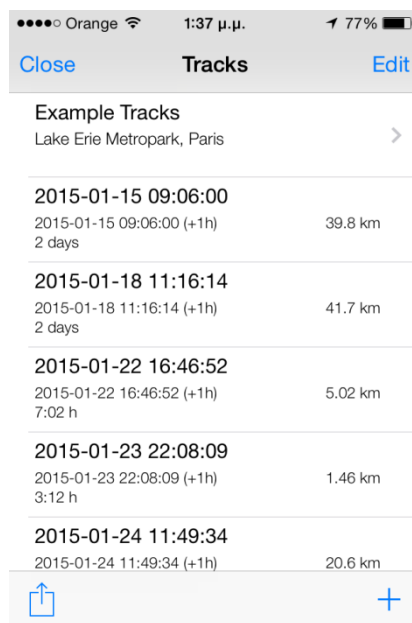 Orange 1:37 μ.μ. 77%
Close Tracks Edit
Example Tracks
Lake Erie Metropark, Paris
2015-01-15 09:06:00
2015-01-15 09:06:00 (+1h) 39.8 km
2 days
2015-01-18 11:16:14
2015-01-18 11:16:14 (+1h) 41.7 km
2 days
2015-01-22 16:46:52
2015-01-22 16:46:52 (+1h) 5.02 km
7:02 h
2015-01-23 22:08:09
2015-01-23 22:08:09 (+1h) 1.46 km
3:12 h
2015-01-24 11:49:34
2015-01-24 11:49:34 (+1h) 20.6 km